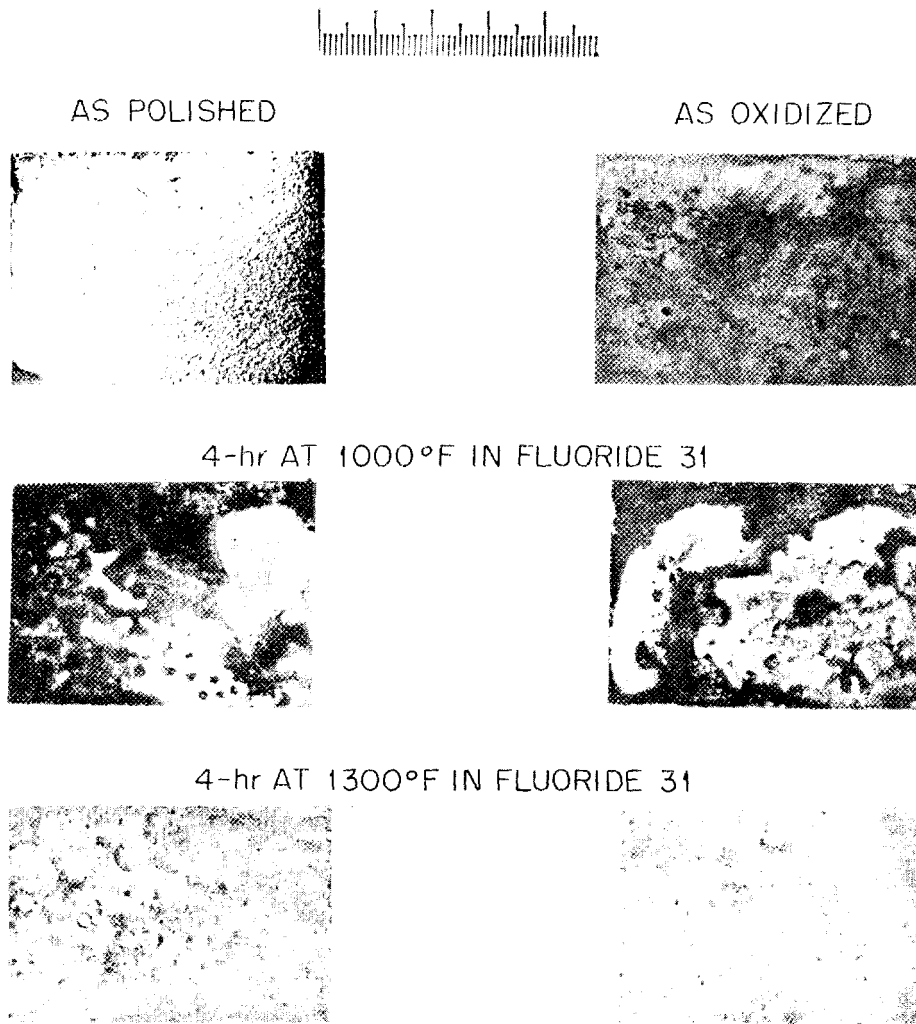 AS POLISHED
AS OXIDIZED
4-hr AT 1000°F IN FLUORIDE 31
4-hr AT 1300°F IN FLUORIDE 31